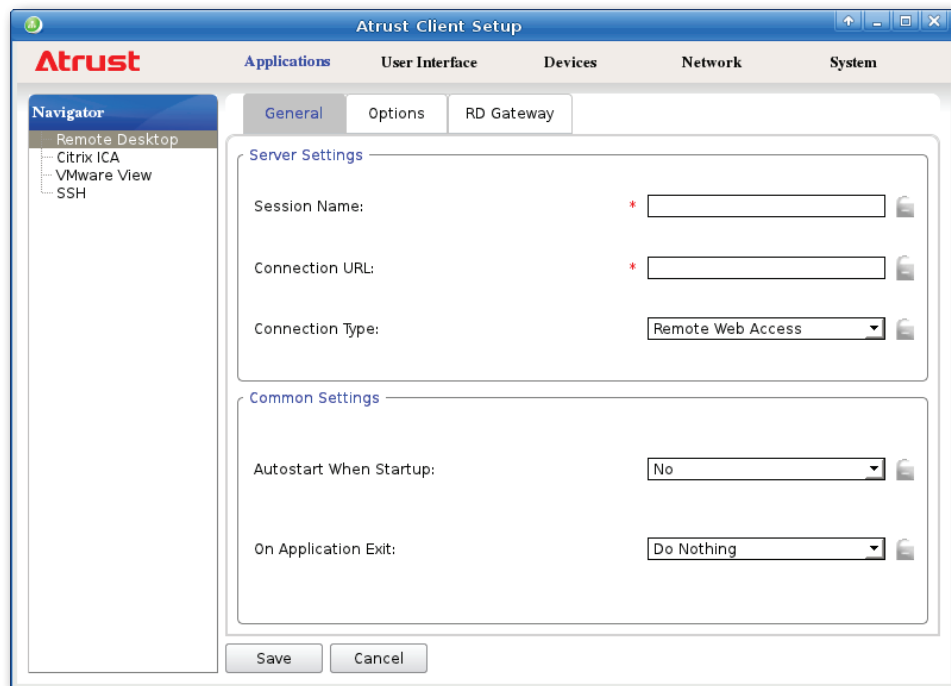 Atrust Client Setup
Atrust Applications User Interface Devices Network System
Navigator
Remote Desktop
Citrix ICA
VMware View
SSH
General Options RD Gateway
Server Settings
Session Name: *
Connection URL: *
Connection Type: Remote Web Access
Common Settings
Autostart When Startup: No
On Application Exit: Do Nothing
Save Cancel